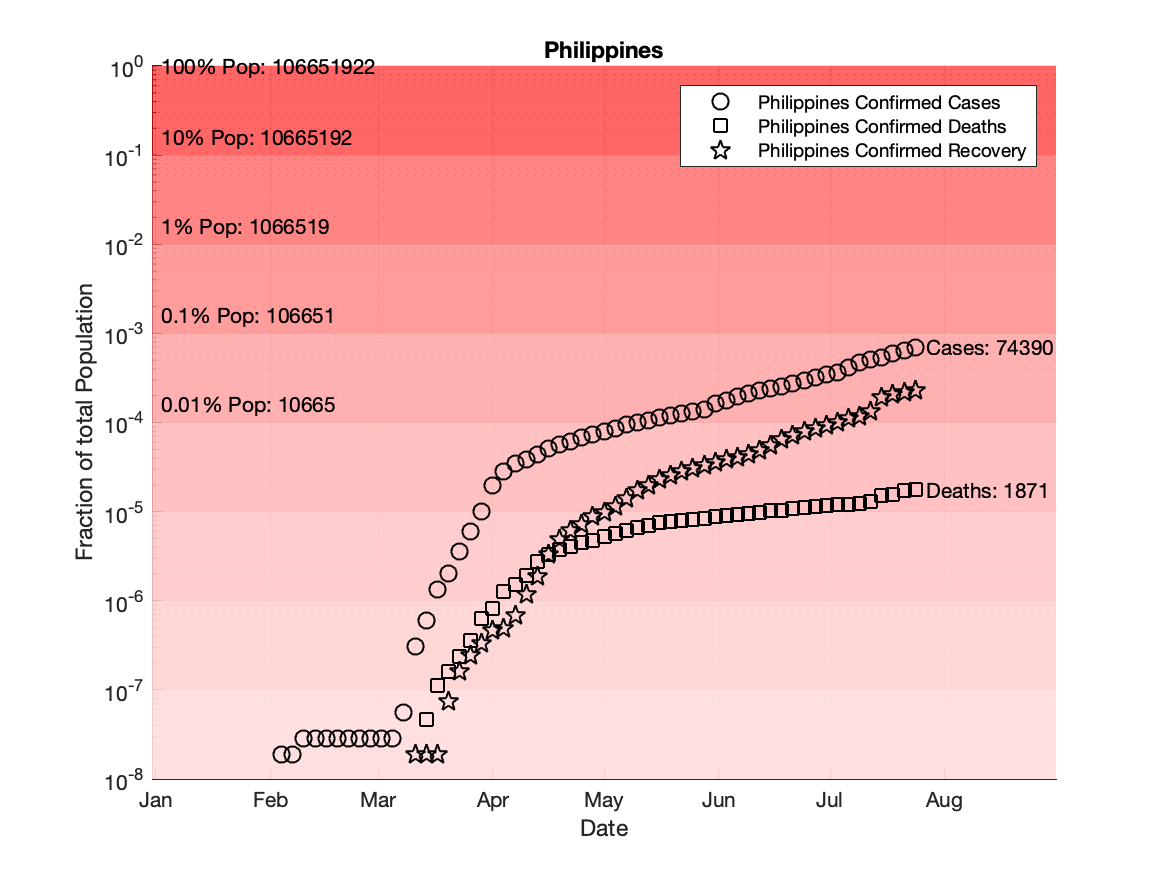 Philippines
10^0
100% Pop: 106651922
Philippines Confirmed Cases
Philippines Confirmed Deaths
Philippines Confirmed Recovery
10% Pop: 10665192
10^-1
1% Pop: 1066519
10^-2
0.1% Pop: 106651
10^-3
Cases: 74390
0.01% Pop: 10665
10^-4
Deaths: 1871
10^-5
10^-6
10^-7
10^-8
Fraction of total Population
Jan Feb Mar Apr May Jun Jul Aug
Date